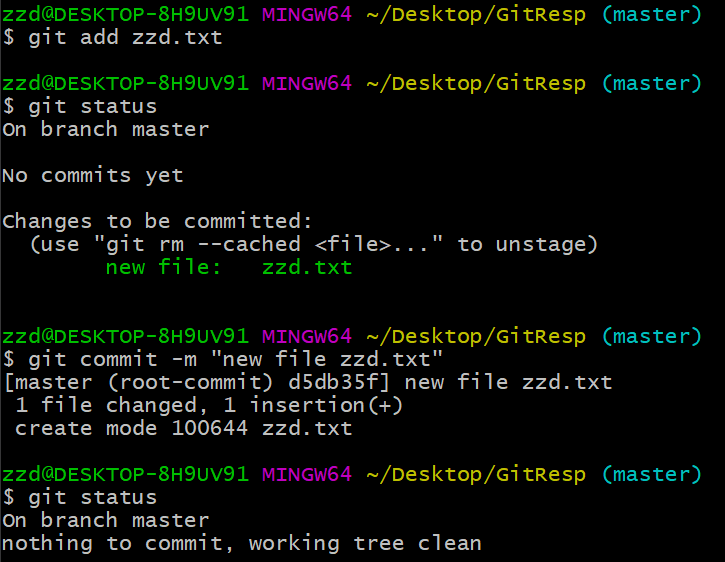 zzd@DESKTOP-8H9UV91 MINGW64 ~/Desktop/GitResp (master)
$ git add zzd.txt
zzd@DESKTOP-8H9UV91 MINGW64 ~/Desktop/GitResp (master)
$ git status
On branch master
No commits yet
Changes to be committed:
  (use "git rm --cached <file>..." to unstage)
        new file:   zzd.txt
zzd@DESKTOP-8H9UV91 MINGW64 ~/Desktop/GitResp (master)
$ git commit -m "new file zzd.txt"
[master (root-commit) d5db35f] new file zzd.txt
 1 file changed, 1 insertion(+)
 create mode 100644 zzd.txt
zzd@DESKTOP-8H9UV91 MINGW64 ~/Desktop/GitResp (master)
$ git status
On branch master
nothing to commit, working tree clean